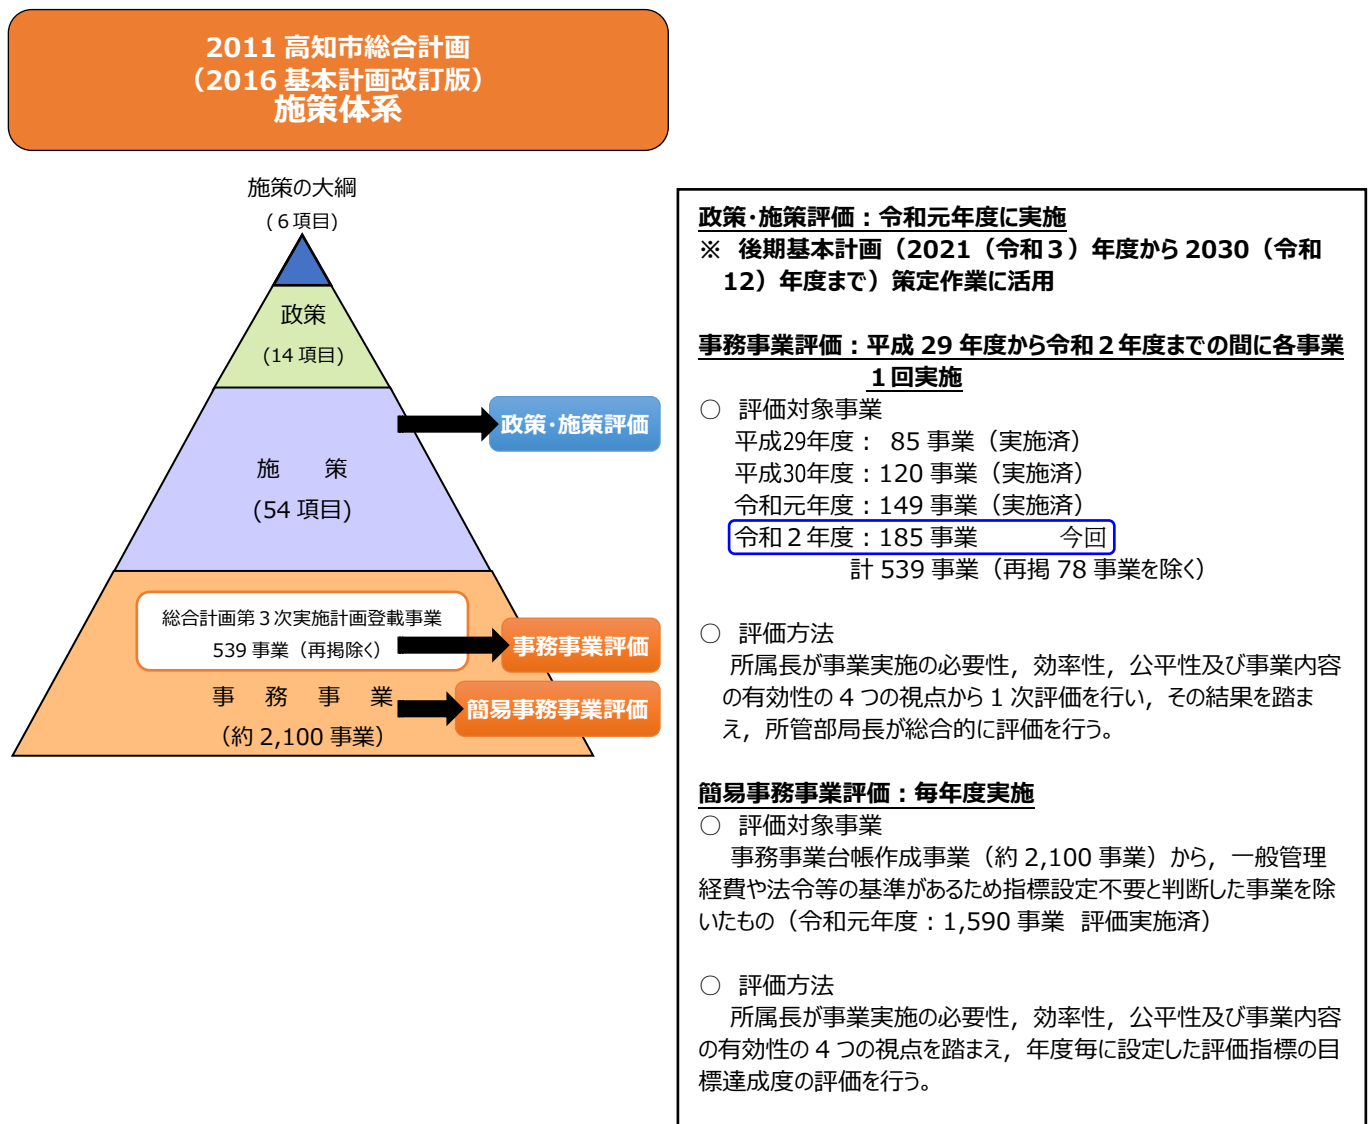 2011 高知市総合計画
（2016 基本計画改訂版）
施策体系
施策の大綱
(６項目)
政策
(14 項目)
施　　策
(54 項目)
総合計画第３次実施計画登載事業
539 事業（再掲除く）
事　務　事　業
（約 2,100 事業）
政策・施策評価
事務事業評価
簡易事務事業評価
政策・施策評価：令和元年度に実施
※　後期基本計画（2021（令和３）年度から 2030（令和
12）年度まで）策定作業に活用
事務事業評価：平成 29 年度から令和２年度までの間に各事業
１回実施
○　評価対象事業
平成29年度： 85 事業（実施済）
平成30年度：120 事業（実施済）
令和元年度：149 事業（実施済）
令和２年度：185 事業　　　今回
計 539 事業（再掲 78 事業を除く）
○　評価方法
所属長が事業実施の必要性，効率性，公平性及び事業内容
の有効性の４つの視点から１次評価を行い，その結果を踏ま
え，所管部局長が総合的に評価を行う。
簡易事務事業評価：毎年度実施
○　評価対象事業
事務事業台帳作成事業（約 2,100 事業）から，一般管理
経費や法令等の基準があるため指標設定不要と判断した事業を除
いたもの（令和元年度：1,590 事業　評価実施済）
○　評価方法
所属長が事業実施の必要性，効率性，公平性及び事業内容
の有効性の４つの視点を踏まえ，年度毎に設定した評価指標の目
標達成度の評価を行う。